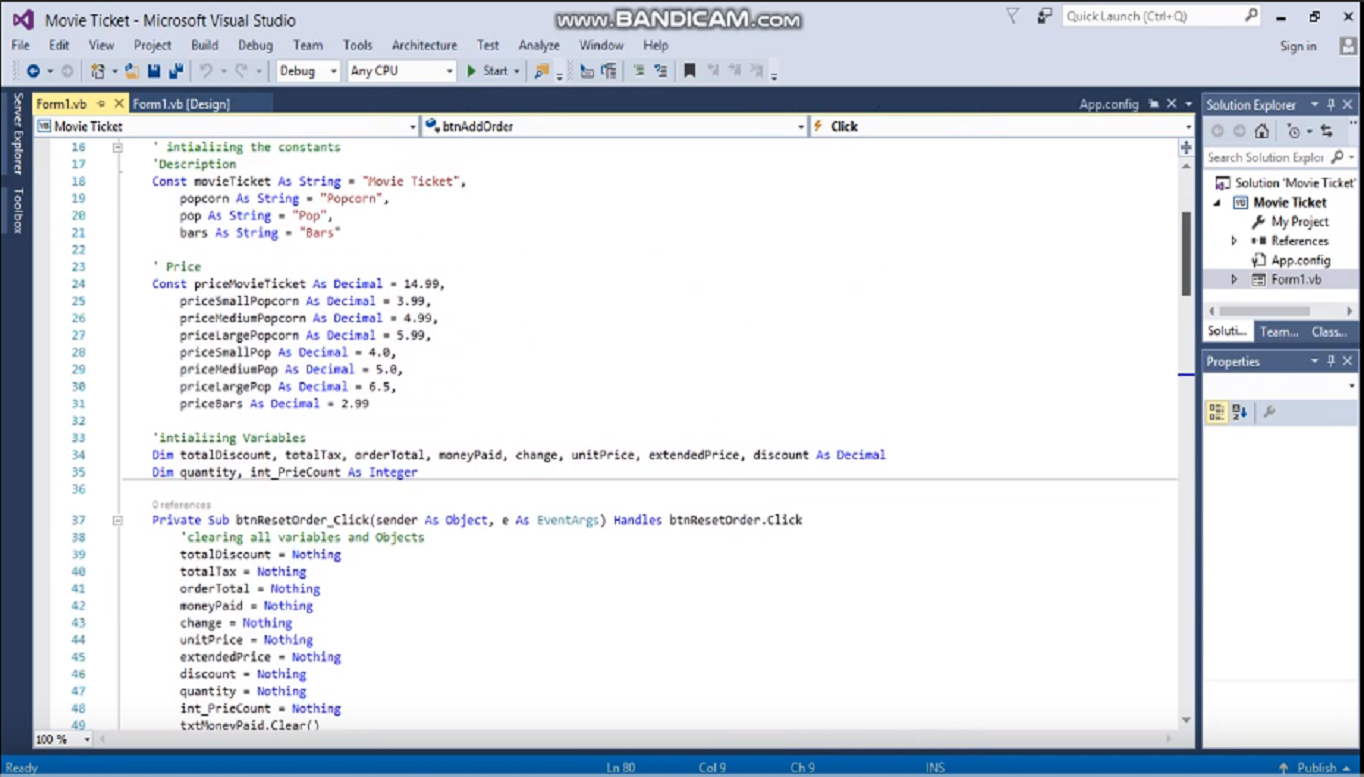 Movie Ticket - Microsoft Visual Studio
www.BANDICAM.com
Quick Launch (Ctrl+Q)
File Edit View Project Build Debug Team Tools Architecture Test Analyze Window Help
Sign in
Debug Any CPU Start
Server Explorer
Toolbox
Form1.vb Form1.vb [Design] App.config
Movie Ticket btnAddOrder Click
16 ' intializing the constants
17 'Description
18 Const movieTicket As String = "Movie Ticket",
19 popcorn As String = "Popcorn",
20 pop As String = "Pop",
21 bars As String = "Bars"
22
23 ' Price
24 Const priceMovieTicket As Decimal = 14.99,
25 priceSmallPopcorn As Decimal = 3.99,
26 priceMediumPopcorn As Decimal = 4.99,
27 priceLargePopcorn As Decimal = 5.99,
28 priceSmallPop As Decimal = 4.0,
29 priceMediumPop As Decimal = 5.0,
30 priceLargePop As Decimal = 6.5,
31 priceBars As Decimal = 2.99
32
33 'intializing Variables
34 Dim totalDiscount, totalTax, orderTotal, moneyPaid, change, unitPrice, extendedPrice, discount As Decimal
35 Dim quantity, int_PrieCount As Integer
36
0 references
37 Private Sub btnResetOrder_Click(sender As Object, e As EventArgs) Handles btnResetOrder.Click
38 'clearing all variables and Objects
39 totalDiscount = Nothing
40 totalTax = Nothing
41 orderTotal = Nothing
42 moneyPaid = Nothing
43 change = Nothing
44 unitPrice = Nothing
45 extendedPrice = Nothing
46 discount = Nothing
47 quantity = Nothing
48 int_PrieCount = Nothing
49 txtMoneyPaid.Clear()
100 %
Solution Explorer
Search Solution Explor
Solution 'Movie Ticket'
Movie Ticket
My Project
References
App.config
Form1.vb
Soluti... Team... Class...
Properties
Ready Ln 80 Col 9 Ch 9 INS Publish